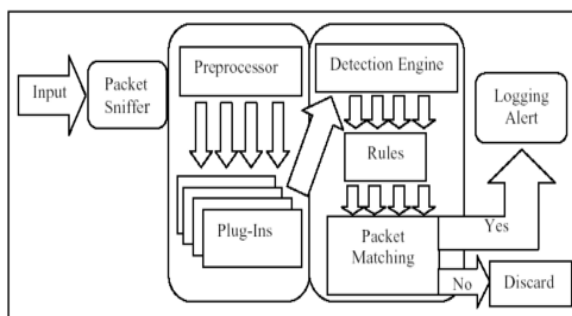 Input
Packet
Sniffer
Preprocessor
Plug-Ins
Detection Engine
Rules
Packet
Matching
Yes
No
Logging
Alert
Discard